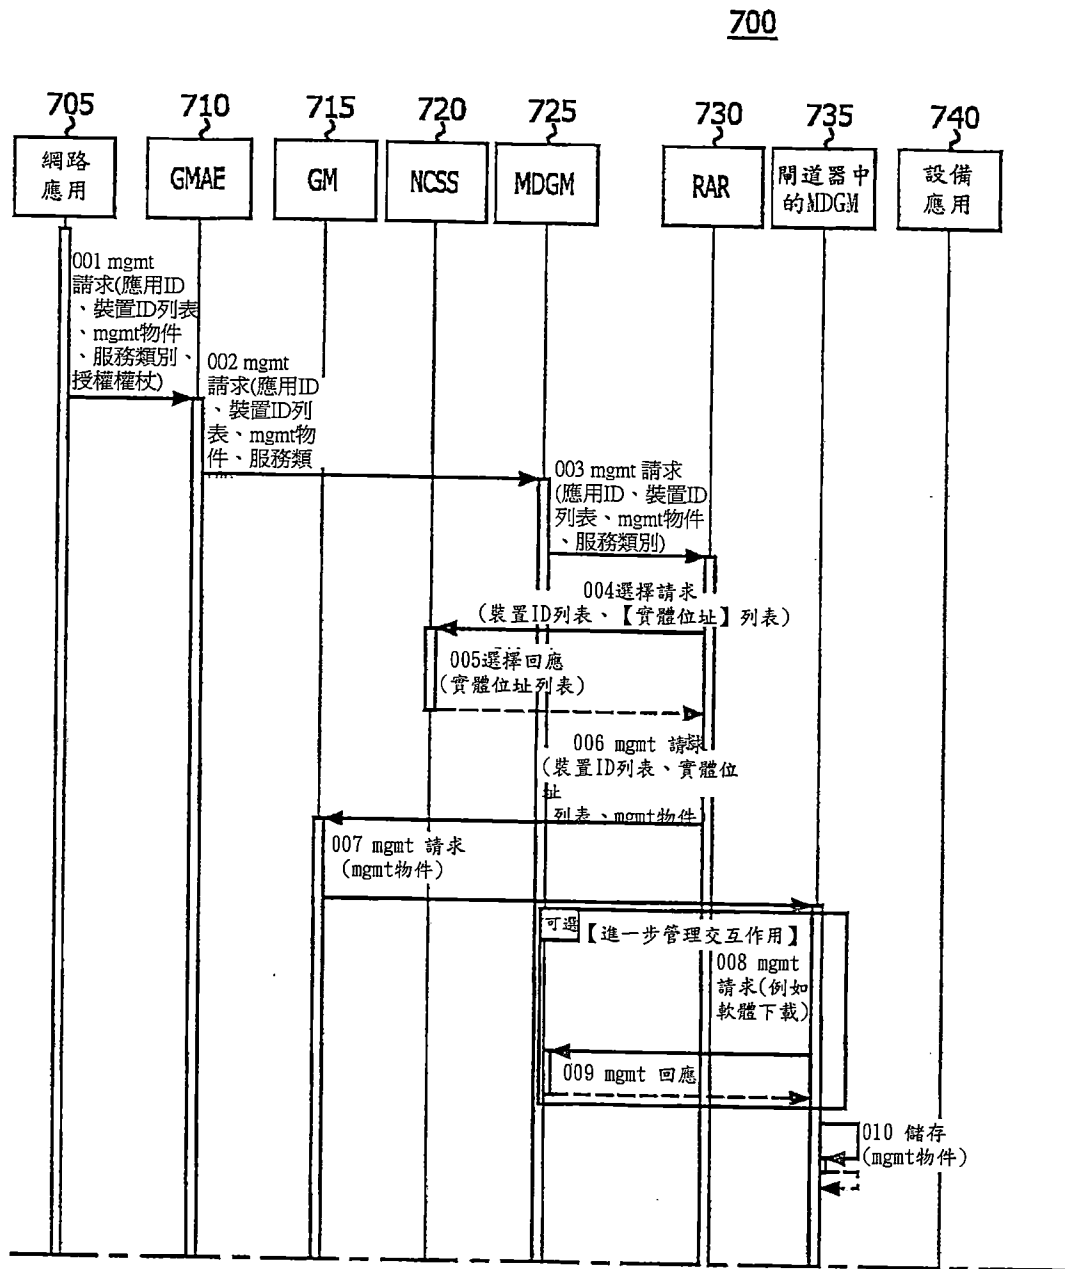 700
705
710
715
720
725
730
735
740
網路
應用
GMAE
GM
NCSS
MDGM
RAR
閘道器中
的MDGM
設備
應用
001 mgmt
請求(應用ID
、裝置ID列表
、mgmt物件
、服務類別、
授權權杖)
002 mgmt
請求(應用ID
、裝置ID列
表、mgmt物
件、服務類
003 mgmt 請求
(應用ID、裝置ID
列表、mgmt物件
、服務類別)
004選擇請求
(裝置ID列表、【實體位址】列表)
005選擇回應
(實體位址列表)
006 mgmt 請求
(裝置ID列表、實體位
址
列表、mgmt物件)
007 mgmt 請求
(mgmt物件)
可選
【進一步管理交互作用】
008 mgmt
請求(例如
軟體下載)
009 mgmt 回應
010 儲存
(mgmt物件)